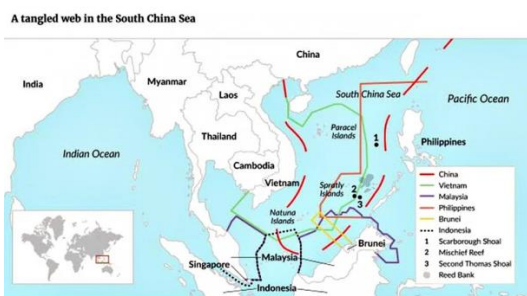 A tangled web in the South China Sea
China
India
Myanmar
Laos
South China Sea
Pacific Ocean
Paracel
Islands
1
Philippines
Thailand
Indian Ocean
Cambodia
Vietnam
Spratly
Islands
2
3
Natuna
Islands
Brunei
Malaysia
Singapore
Indonesia
China
Vietnam
Malaysia
Philippines
Brunei
Indonesia
1 Scarborough Shoal
2 Mischief Reef
3 Second Thomas Shoal
Reed Bank